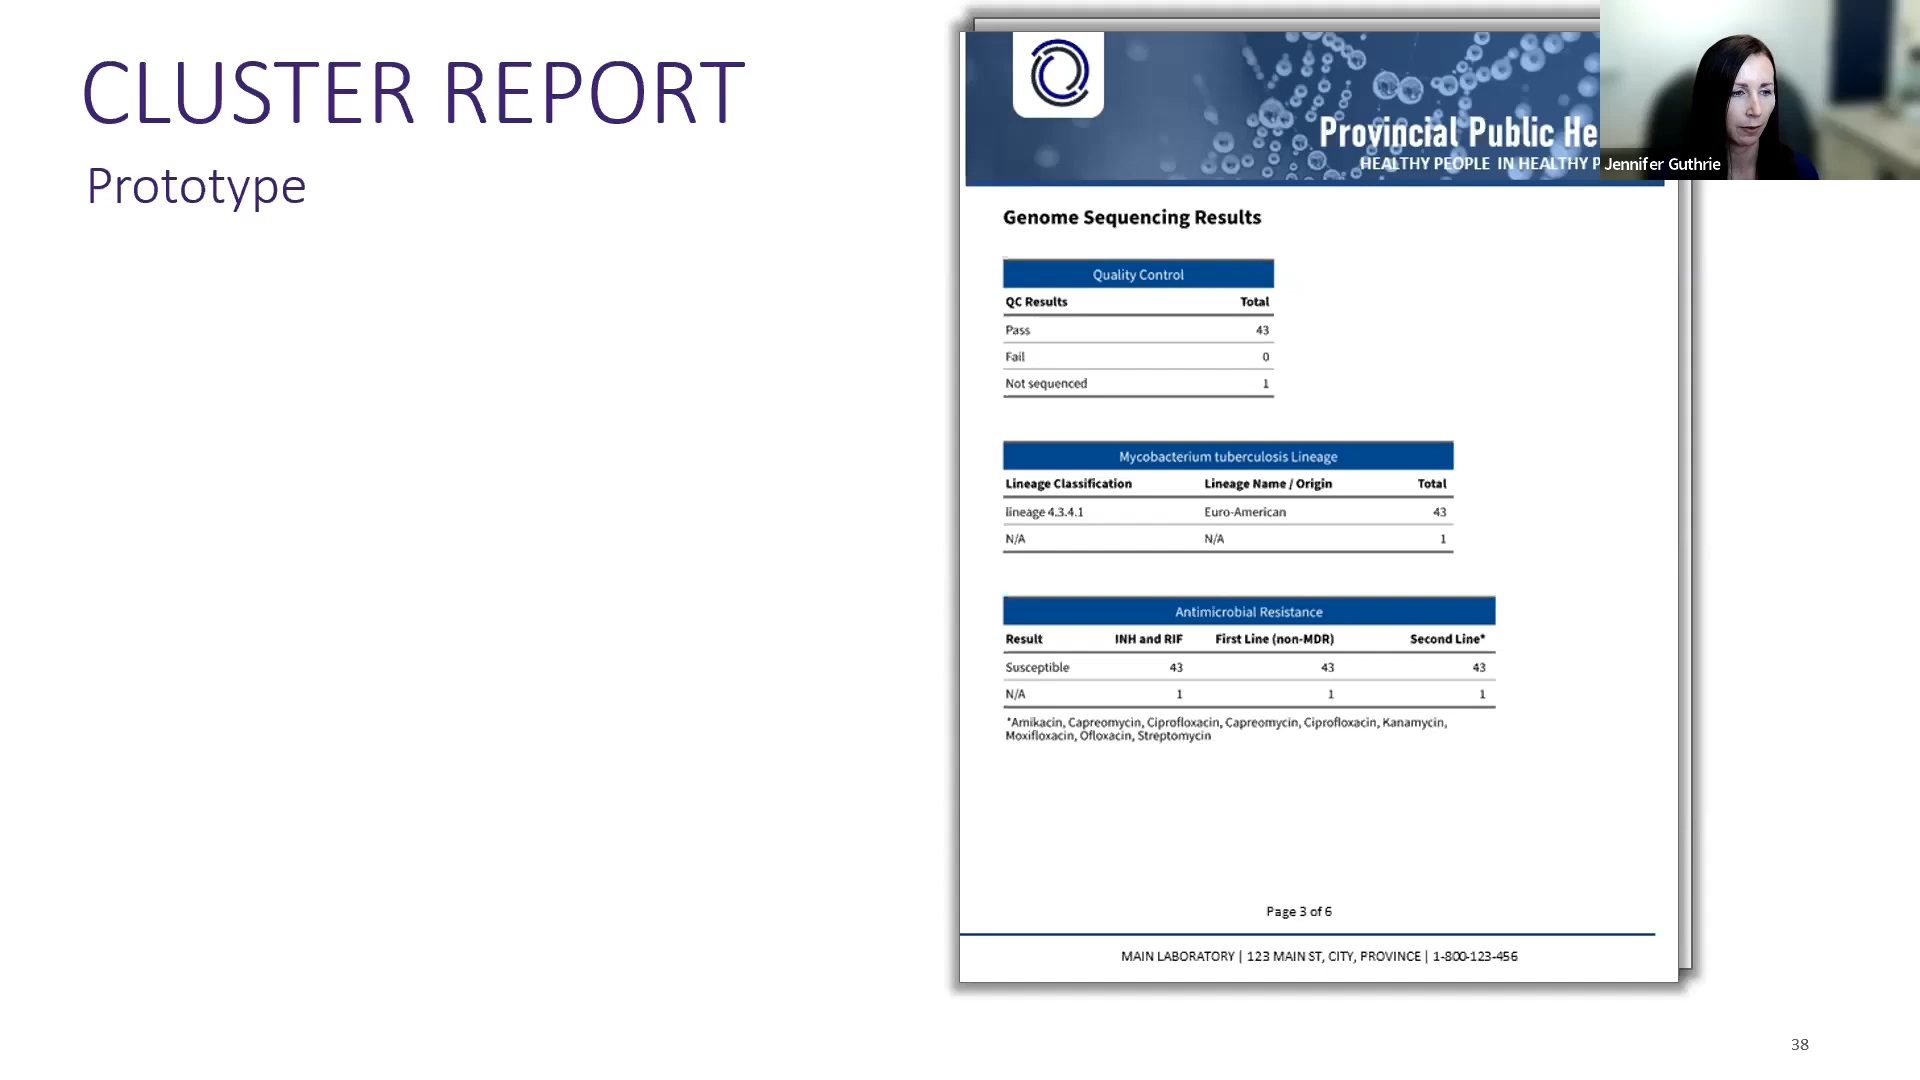 CLUSTER REPORT
Prototype
Provincial Public He
HEALTHY PEOPLE IN HEALTHY P
Jennifer Guthrie
Genome Sequencing Results
Quality Control
QC Results Total
Pass 43
Fail 0
Not sequenced 1
Mycobacterium tuberculosis Lineage
Lineage Classification Lineage Name / Origin Total
lineage 4.3.4.1 Euro-American 43
N/A N/A 1
Antimicrobial Resistance
Result INH and RIF First Line (non-MDR) Second Line*
Susceptible 43 43 43
N/A 1 1 1
*Amikacin, Capreomycin, Ciprofloxacin, Capreomycin, Ciprofloxacin, Kanamycin,
Moxifloxacin, Ofloxacin, Streptomycin
Page 3 of 6
MAIN LABORATORY | 123 MAIN ST, CITY, PROVINCE | 1-800-123-456
38